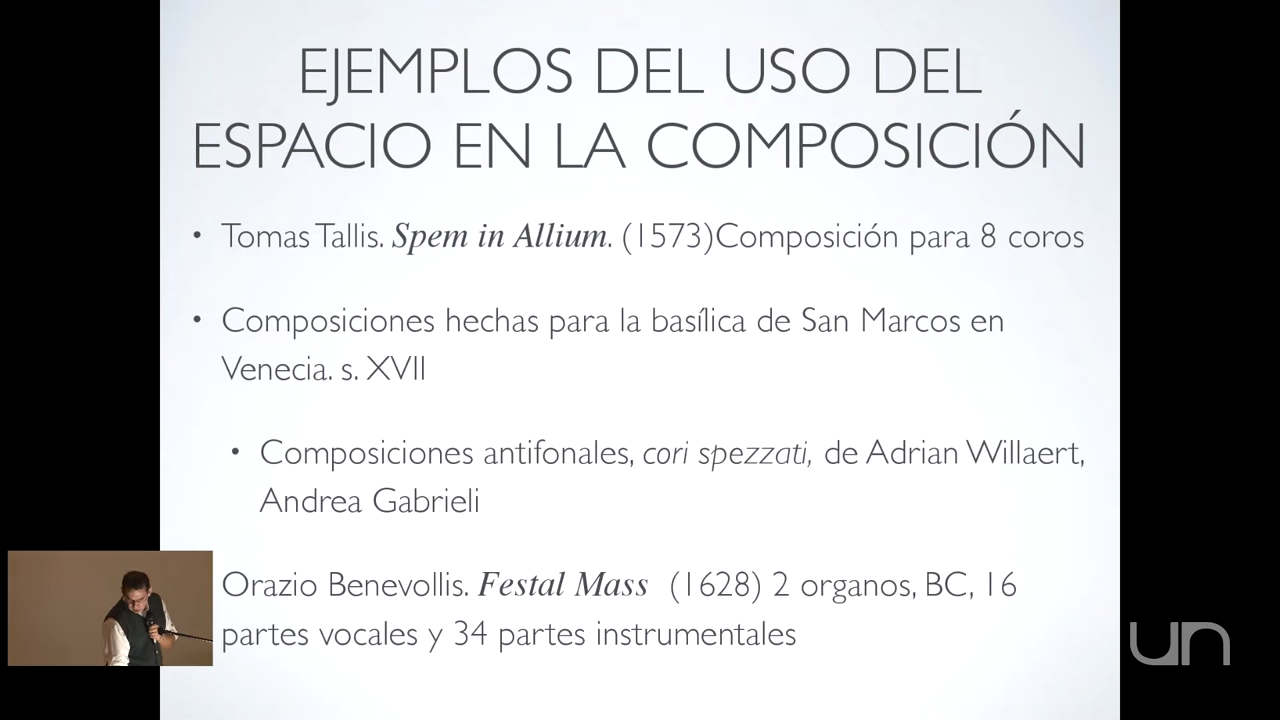 EJEMPLOS DEL USO DEL
ESPACIO EN LA COMPOSICIÓN
• Tomas Tallis. Spem in Allium. (1573)Composición para 8 coros
• Composiciones hechas para la basílica de San Marcos en
Venecia. s. XVII
• Composiciones antifonales, cori spezzati, de Adrian Willaert,
Andrea Gabrieli
Orazio Benevollis. Festal Mass (1628) 2 organos, BC, 16
partes vocales y 34 partes instrumentales
un